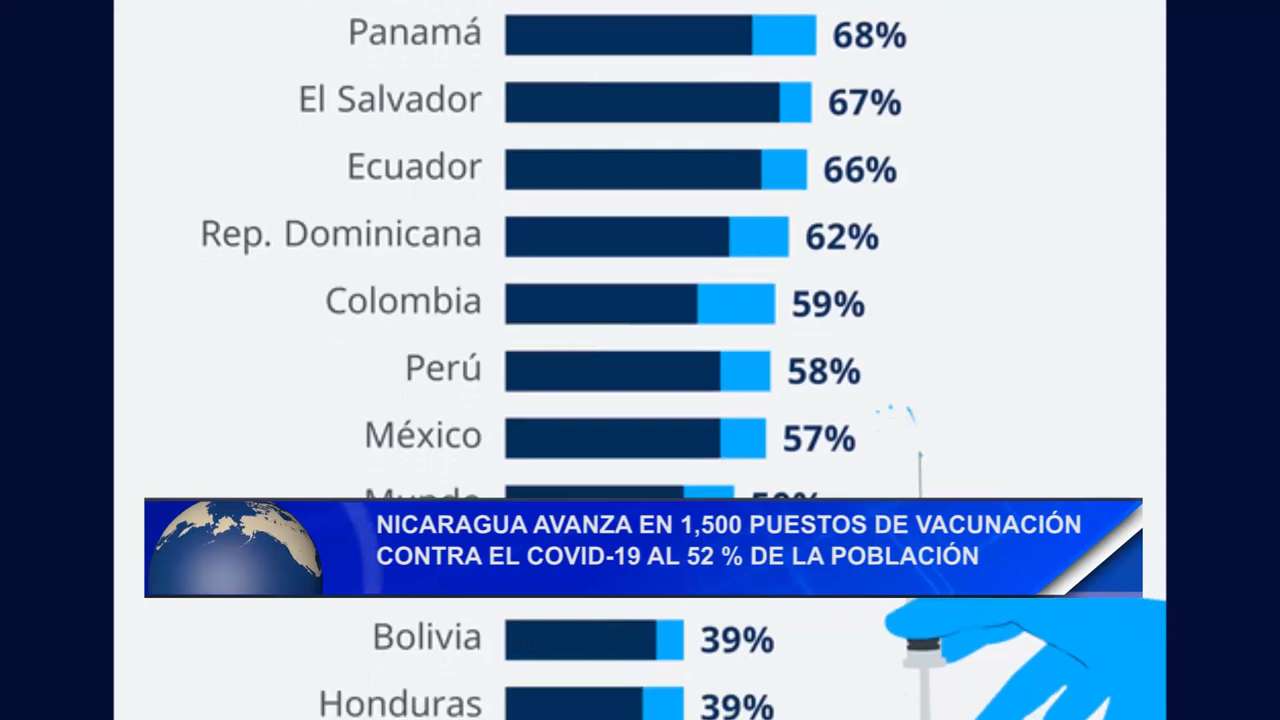 Panamá 68%
El Salvador 67%
Ecuador 66%
Rep. Dominicana 62%
Colombia 59%
Perú 58%
México 57%
Mundo
NICARAGUA AVANZA EN 1,500 PUESTOS DE VACUNACIÓN
CONTRA EL COVID-19 AL 52 % DE LA POBLACIÓN
Bolivia 39%
Honduras 39%